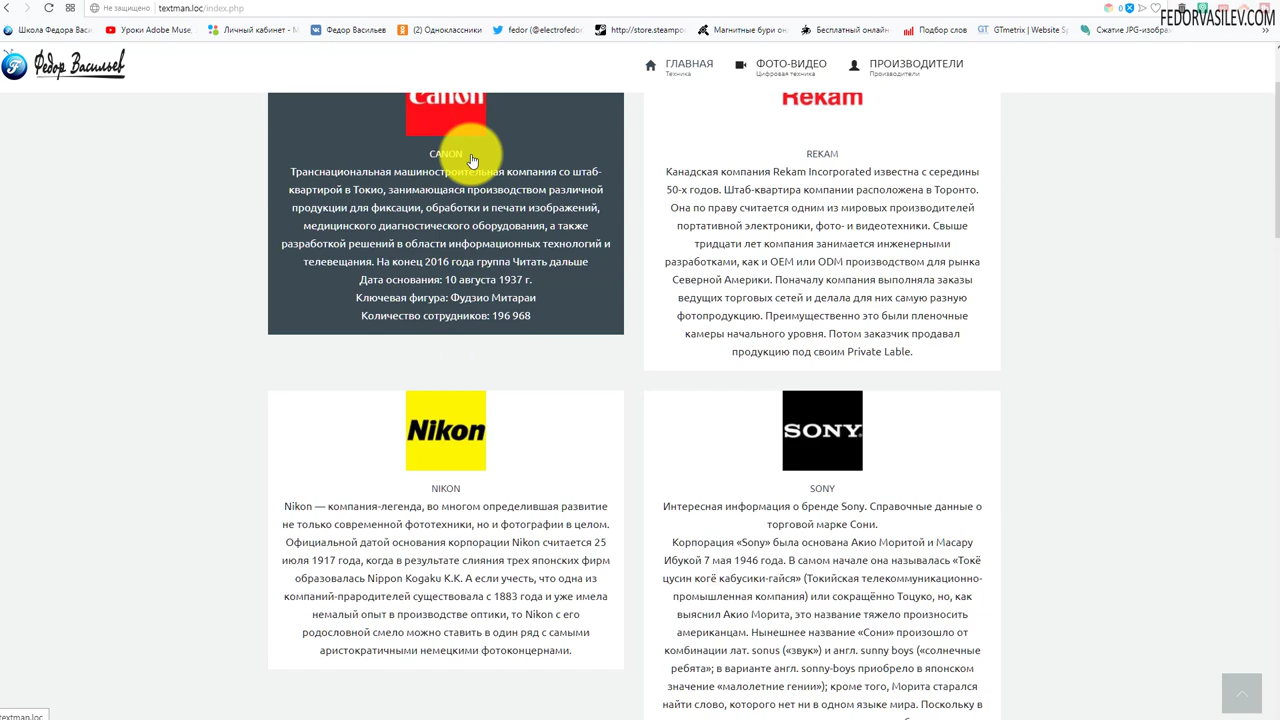 Не защищено textman.loc/index.php
FEDORVASILEV.COM
Школа Федора Васи
Уроки Adobe Muse,
Личный кабинет - М
Федор Васильев
(2) Одноклассники
fedor (@electrofedo
http://store.steampo
Магнитные бури он
Бесплатный онлайн
Подбор слов
GTmetrix | Website S
Сжатие JPG-изобра
Федор Васильев
ГЛАВНАЯ
Техника
ФОТО-ВИДЕО
Цифровая техника
ПРОИЗВОДИТЕЛИ
Производители
Canon
CANON
Транснациональная машиностроительная компания со штаб-
квартирой в Токио, занимающаяся производством различной
продукции для фиксации, обработки и печати изображений,
медицинского диагностического оборудования, а также
разработкой решений в области информационных технологий и
телевещания. На конец 2016 года группа Читать дальше
Дата основания: 10 августа 1937 г.
Ключевая фигура: Фудзио Митараи
Количество сотрудников: 196 968
Rekam
REKAM
Канадская компания Rekam Incorporated известна с середины
50-х годов. Штаб-квартира компании расположена в Торонто.
Она по праву считается одним из мировых производителей
портативной электроники, фото- и видеотехники. Свыше
тридцати лет компания занимается инженерными
разработками, как и OEM или ODM производством для рынка
Северной Америки. Поначалу компания выполняла заказы
ведущих торговых сетей и делала для них самую разную
фотопродукцию. Преимущественно это были пленочные
камеры начального уровня. Потом заказчик продавал
продукцию под своим Private Lable.
Nikon
NIKON
Nikon — компания-легенда, во многом определившая развитие
не только современной фототехники, но и фотографии в целом.
Официальной датой основания корпорации Nikon считается 25
июля 1917 года, когда в результате слияния трех японских фирм
образовалась Nippon Kogaku K.K. А если учесть, что одна из
компаний-прародителей существовала с 1883 года и уже имела
немалый опыт в производстве оптики, то Nikon с его
родословной смело можно ставить в один ряд с самыми
аристократичными немецкими фотоконцернами.
SONY
SONY
Интересная информация о бренде Sony. Справочные данные о
торговой марке Сони.
Корпорация «Sony» была основана Акио Моритой и Масару
Ибукой 7 мая 1946 года. В самом начале она называлась «Токё
цусин когё кабусики-гайся» (Токийская телекоммуникационно-
промышленная компания) или сокращённо Тоцуко, но, как
выяснил Акио Морита, это название тяжело произносить
американцам. Нынешнее название «Сони» произошло от
комбинации лат. sonus («звук») и англ. sunny boys («солнечные
ребята»; в варианте англ. sonny-boys приобрело в японском
значение «малолетние гении»); кроме того, Морита старался
найти слово, которого нет ни в одном языке мира. Поскольку в
textman.loc